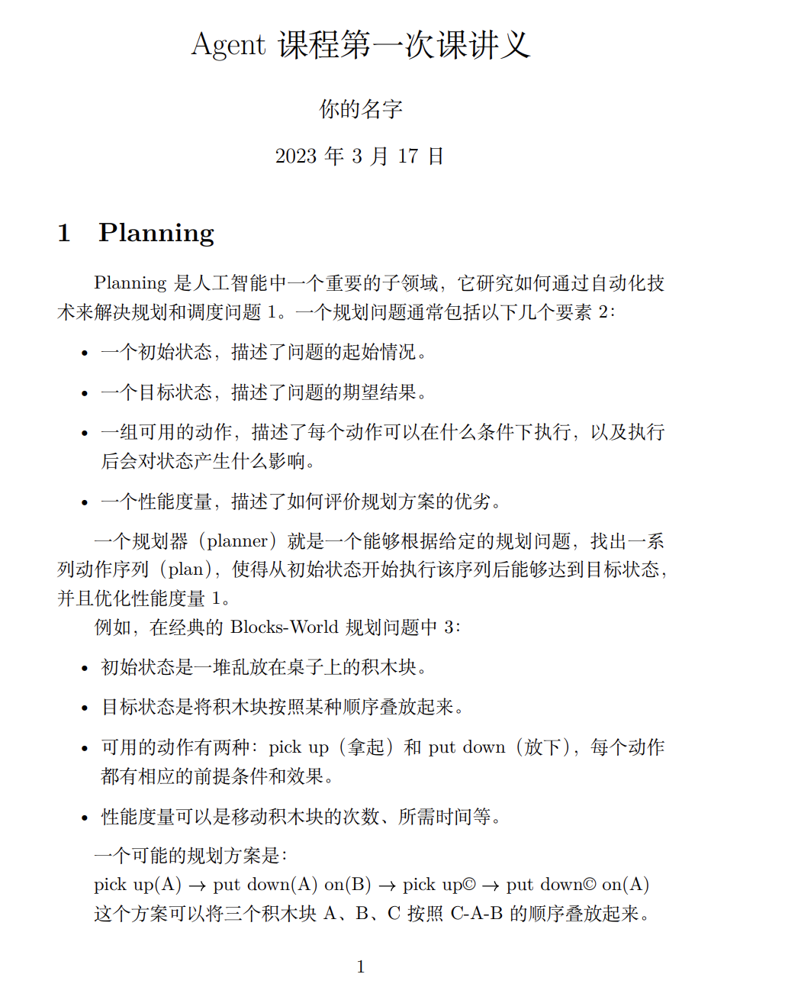 Agent 课程第一次课讲义
你的名字
2023 年 3 月 17 日
1 Planning
Planning 是人工智能中一个重要的子领域，它研究如何通过自动化技
术来解决规划和调度问题 1。一个规划问题通常包括以下几个要素 2：
• 一个初始状态，描述了问题的起始情况。
• 一个目标状态，描述了问题的期望结果。
• 一组可用的动作，描述了每个动作可以在什么条件下执行，以及执行
后会对状态产生什么影响。
• 一个性能度量，描述了如何评价规划方案的优劣。
一个规划器（planner）就是一个能够根据给定的规划问题，找出一系
列动作序列（plan），使得从初始状态开始执行该序列后能够达到目标状态，
并且优化性能度量 1。
例如，在经典的 Blocks-World 规划问题中 3：
• 初始状态是一堆乱放在桌子上的积木块。
• 目标状态是将积木块按照某种顺序叠放起来。
• 可用的动作有两种：pick up（拿起）和 put down（放下），每个动作
都有相应的前提条件和效果。
• 性能度量可以是移动积木块的次数、所需时间等。
一个可能的规划方案是：
pick up(A) → put down(A) on(B) → pick up© → put down© on(A)
这个方案可以将三个积木块 A、B、C 按照 C-A-B 的顺序叠放起来。
1